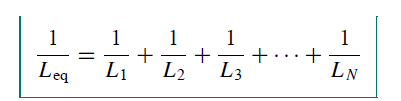 1/L_eq = 1/L_1 + 1/L_2 + 1/L_3 + ··· + 1/L_N